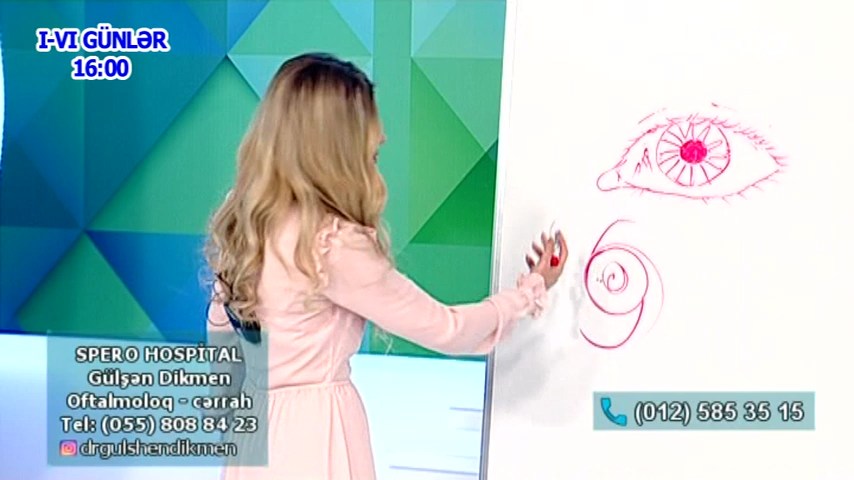 I-VI GÜNLƏR
16:00
SPERO HOSPİTAL
Gülşən Dikmen
Oftalmoloq - cərrah
Tel: (055) 808 84 23
drgulshendikmen
(012) 585 35 15